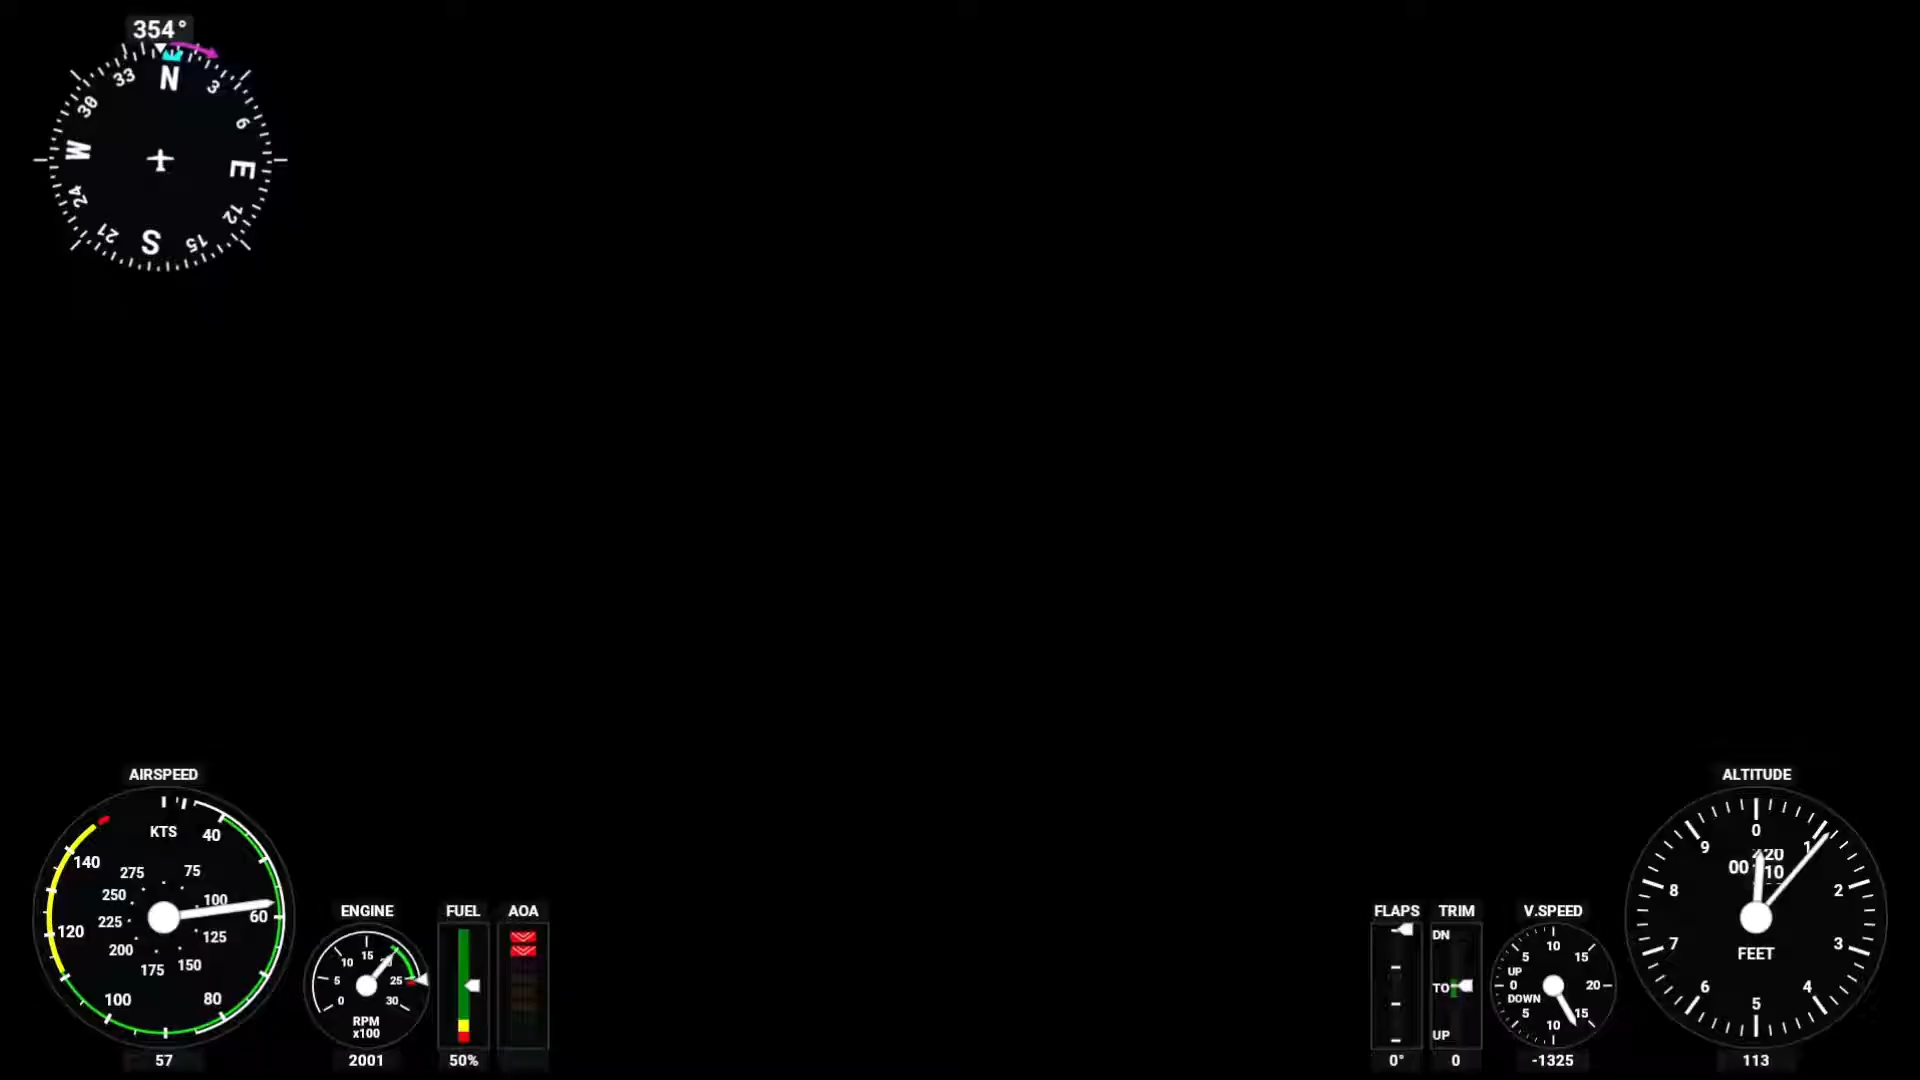 354°
33 N 3
30 6
W E
24 12
21 S 15
AIRSPEED
KTS
40
140
275 75
250 100
60
225
120 125
200
175 150
100 80
57
ENGINE
15
10
5 25
0 30
RPM
x100
2001
FUEL
50%
AOA
FLAPS
0°
TRIM
DN
TO
UP
0
V.SPEED
10
5 15
UP
0 20
DOWN
5 15
10
-1325
ALTITUDE
0
9 1
00 20
10
8 2
7 3
FEET
6 4
5
113